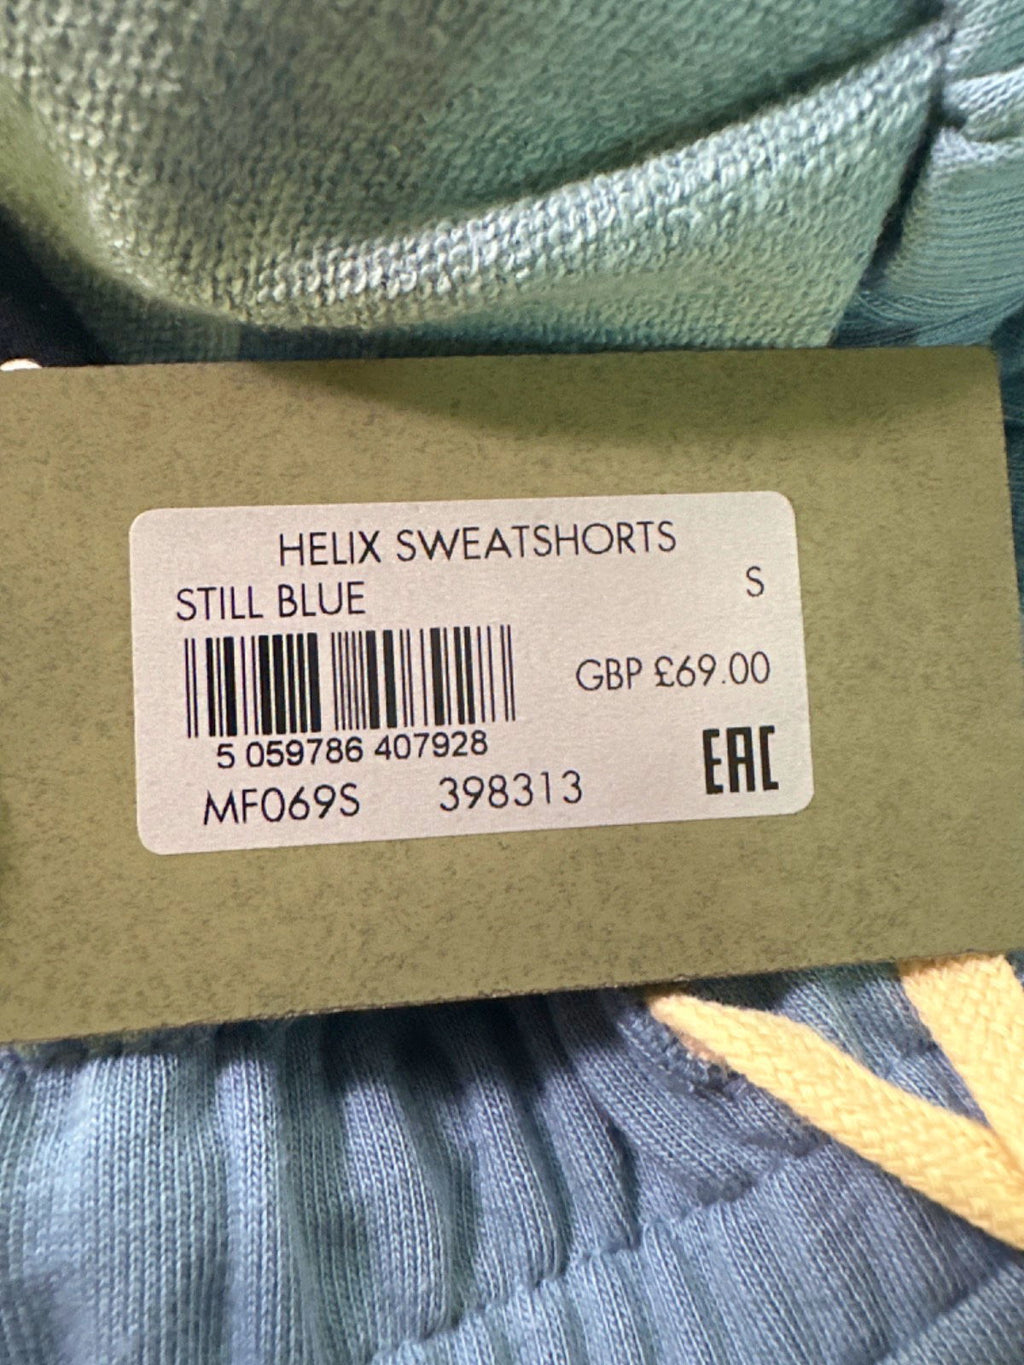 HELIX SWEATSHORTS
STILL BLUE S
GBP £69.00
5 059786 407928
MF069S 398313
EAC